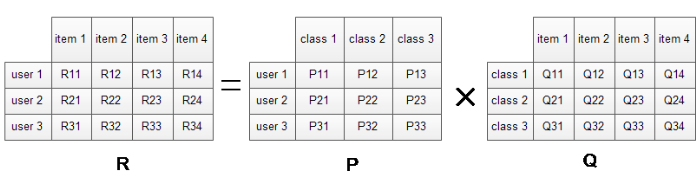 item 1 item 2 item 3 item 4
user 1 R11 R12 R13 R14
user 2 R21 R22 R23 R24
user 3 R31 R32 R33 R34
R
=
class 1 class 2 class 3
user 1 P11 P12 P13
user 2 P21 P22 P23
user 3 P31 P32 P33
P
×
item 1 item 2 item 3 item 4
class 1 Q11 Q12 Q13 Q14
class 2 Q21 Q22 Q23 Q24
class 3 Q31 Q32 Q33 Q34
Q